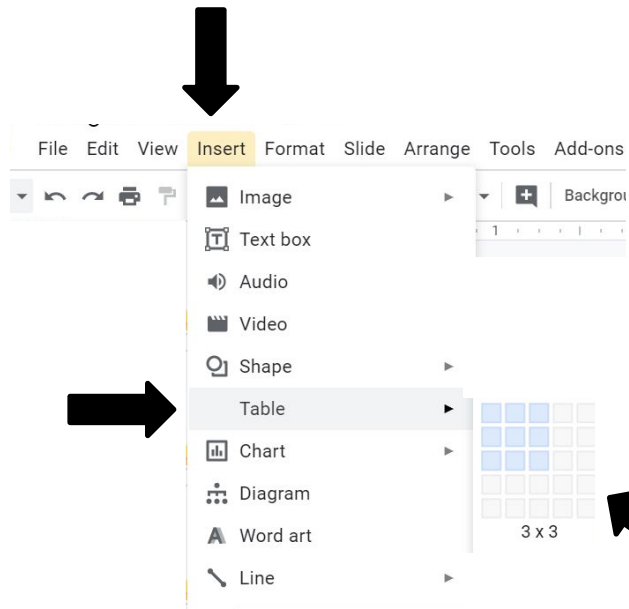 File Edit View Insert Format Slide Arrange Tools Add-ons
Image
Text box
Audio
Video
Shape
Table
Chart
Diagram
Word art
Line
1
3 x 3